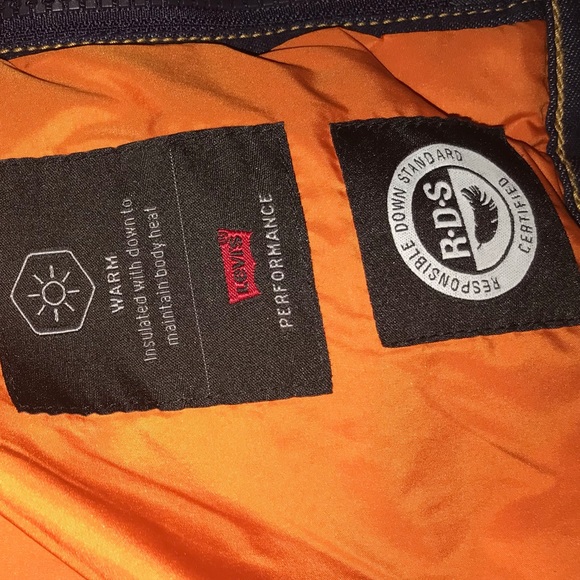 WARM
Insulated with down to
maintain body heat
LEVI'S
PERFORMANCE
RESPONSIBLE DOWN STANDARD
R·D·S
CERTIFIED